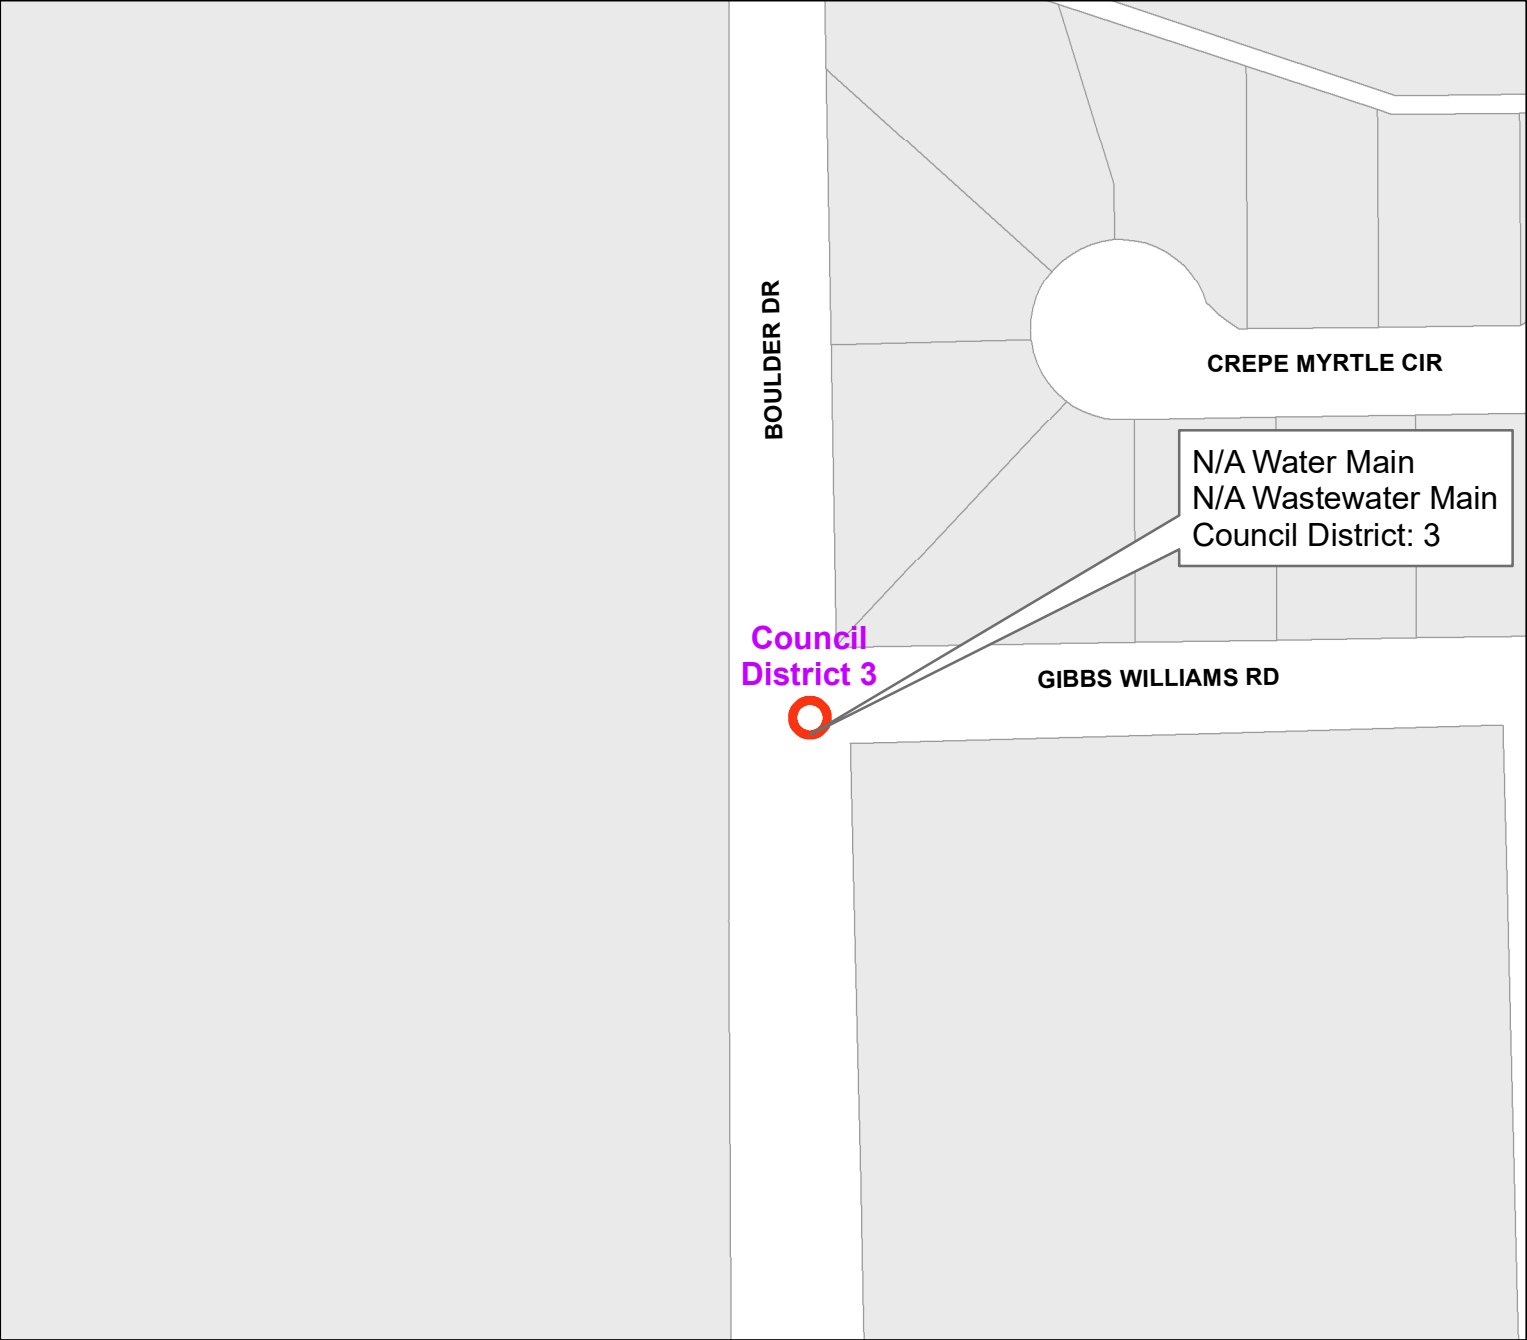 BOULDER DR
CREPE MYRTLE CIR
N/A Water Main
N/A Wastewater Main
Council District: 3
Council
District 3
GIBBS WILLIAMS RD